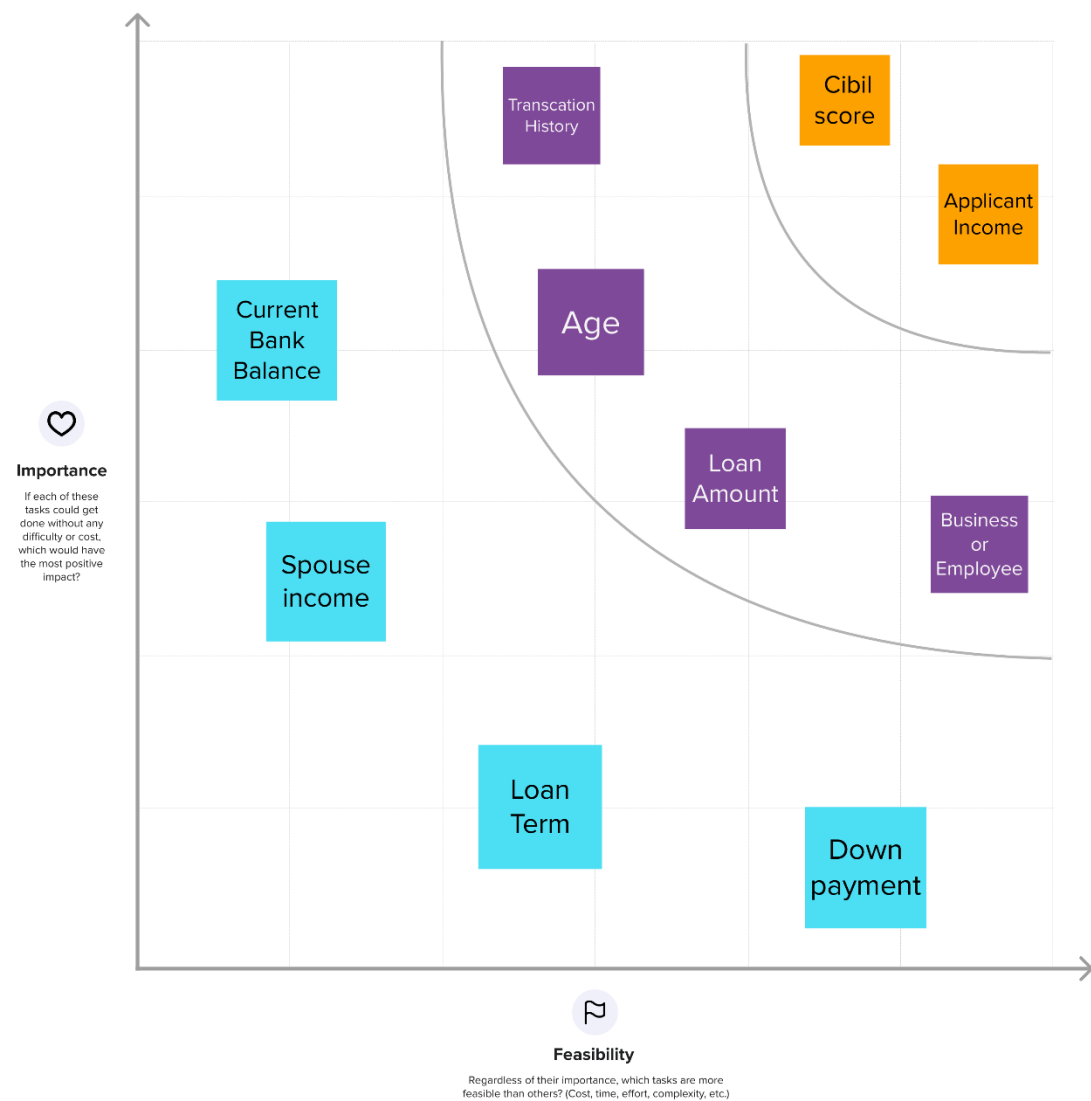 Transcation
History
Cibil
score
Applicant
Income
Current
Bank
Balance
Age
Loan
Amount
Business
or
Employee
Spouse
income
Loan
Term
Down
payment
Importance
If each of these
tasks could get
done without any
difficulty or cost,
which would have
the most positive
impact?
Feasibility
Regardless of their importance, which tasks are more
feasible than others? (Cost, time, effort, complexity, etc.)